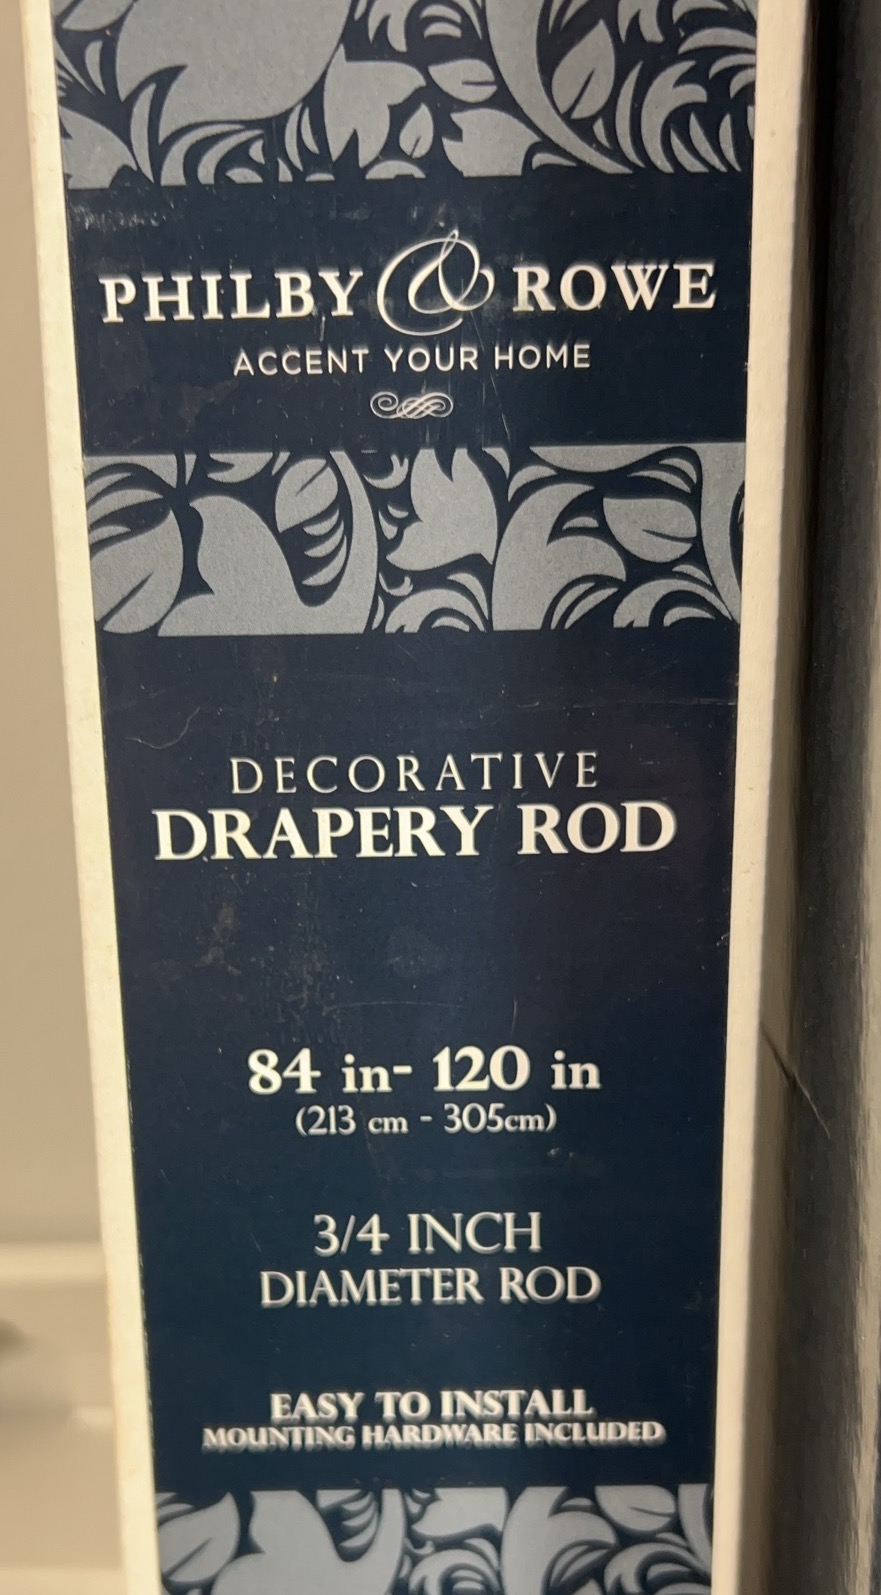 PHILBY & ROWE
ACCENT YOUR HOME
DECORATIVE
DRAPERY ROD
84 in- 120 in
(213 cm - 305cm)
3/4 INCH
DIAMETER ROD
EASY TO INSTALL
MOUNTING HARDWARE INCLUDED